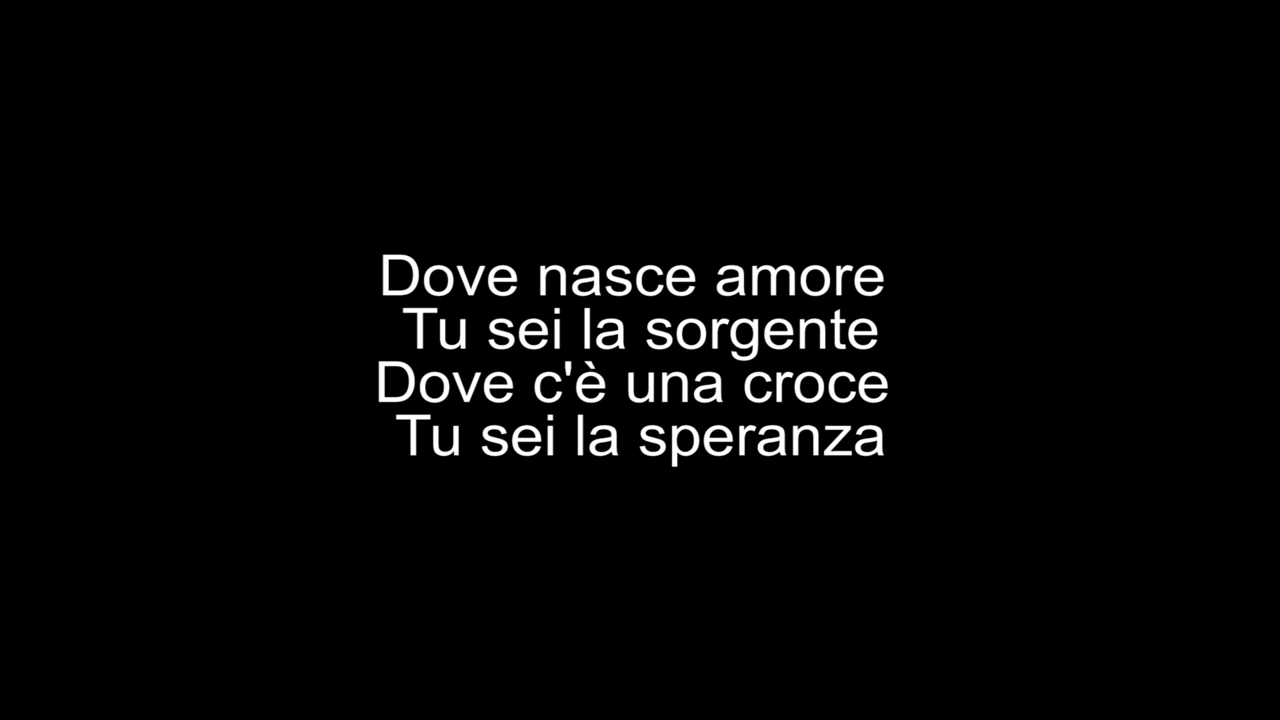 Dove nasce amore
Tu sei la sorgente
Dove c'è una croce
Tu sei la speranza